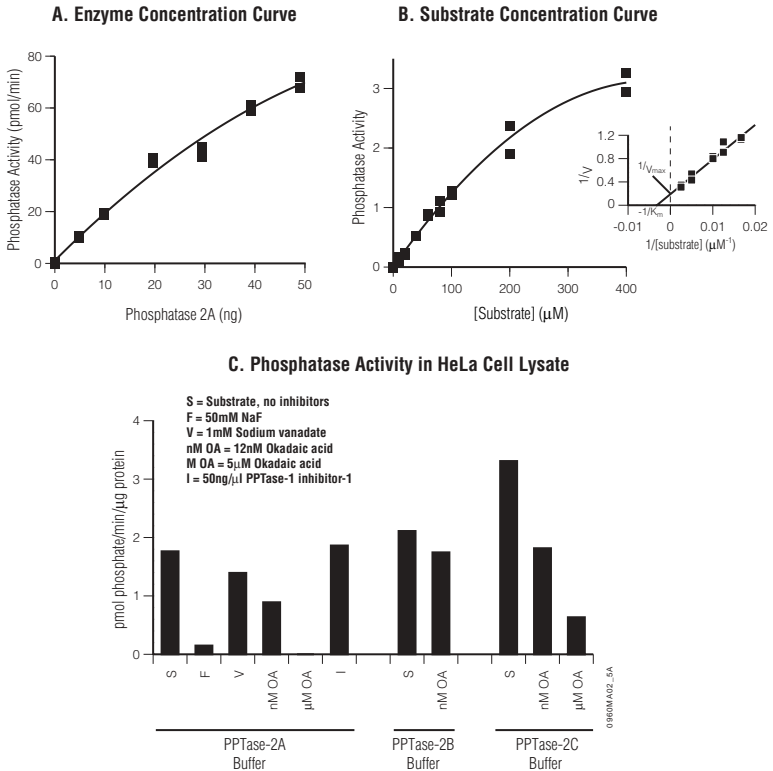 A. Enzyme Concentration Curve
Phosphatase Activity (pmol/min)
80
60
40
20
0
0 10 20 30 40 50
Phosphatase 2A (ng)
B. Substrate Concentration Curve
Phosphatase Activity
3
2
1
0
0 100 200 300 400
[Substrate] (μM)
1/V
1.2
0.8
0.4
0
1/Vmax
-1/Km
-0.01 0 0.01 0.02
1/[substrate] (μM-1)
C. Phosphatase Activity in HeLa Cell Lysate
S = Substrate, no inhibitors
F = 50mM NaF
V = 1mM Sodium vanadate
nM OA = 12nM Okadaic acid
M OA = 5μM Okadaic acid
I = 50ng/μl PPTase-1 inhibitor-1
pmol phosphate/min/μg protein
4
3
2
1
0
S F V nM OA μM OA I S nM OA S nM OA μM OA
PPTase-2A PPTase-2B PPTase-2C
Buffer Buffer Buffer
0960MA02_5A